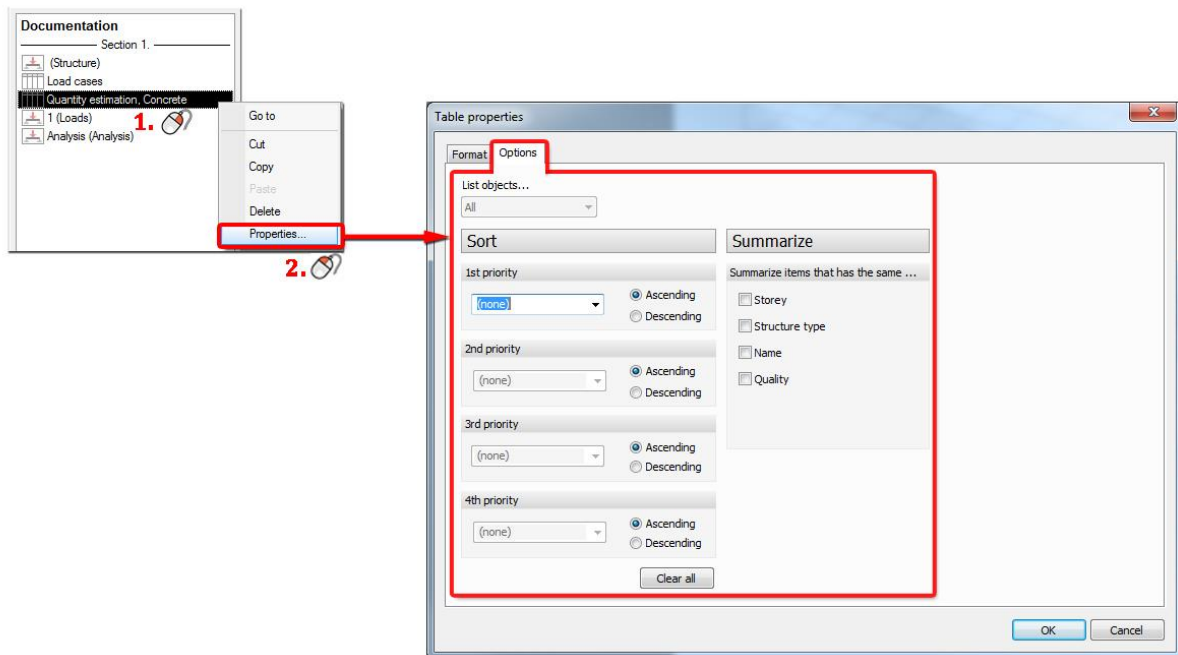 Documentation
Section 1.
(Structure)
Load cases
Quantity estimation, Concrete
1 (Loads)
Analysis (Analysis)
1.
Go to
Cut
Copy
Paste
Delete
Properties...
2.
Table properties
Format
Options
List objects...
All
Sort
1st priority
(none)
Ascending
Descending
2nd priority
(none)
Ascending
Descending
3rd priority
(none)
Ascending
Descending
4th priority
(none)
Ascending
Descending
Clear all
Summarize
Summarize items that has the same ...
Storey
Structure type
Name
Quality
OK
Cancel